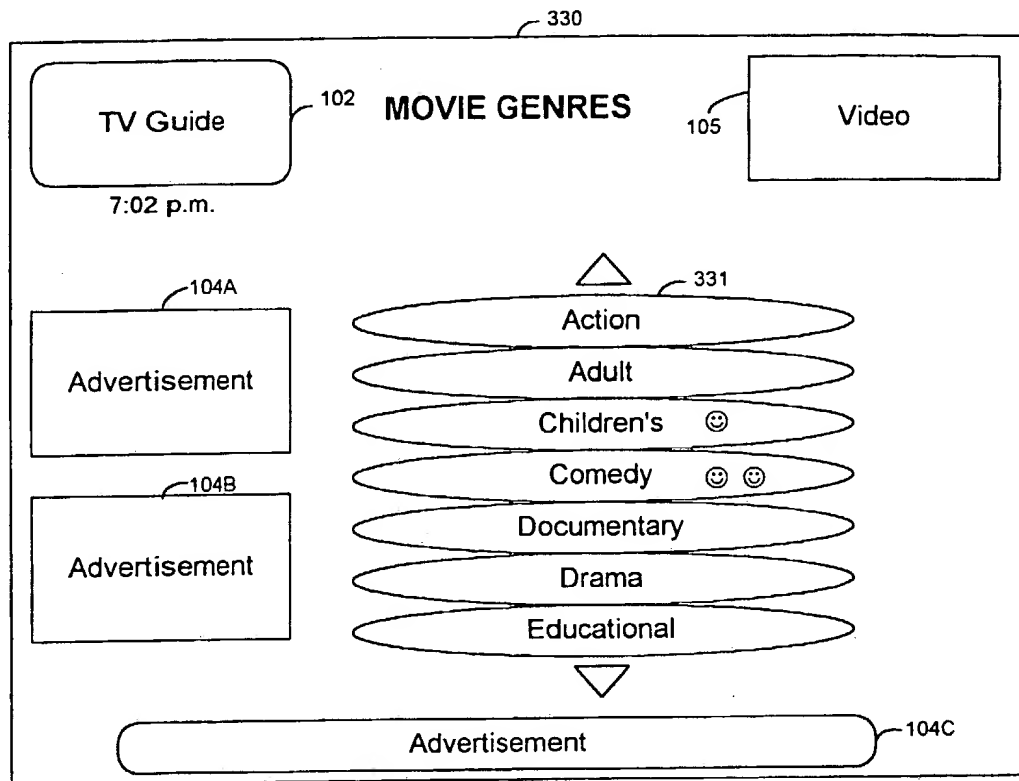 330
TV Guide
102
MOVIE GENRES
105
Video
7:02 p.m.
104A
Advertisement
104B
Advertisement
331
Action
Adult
Children's
Comedy
Documentary
Drama
Educational
Advertisement
104C